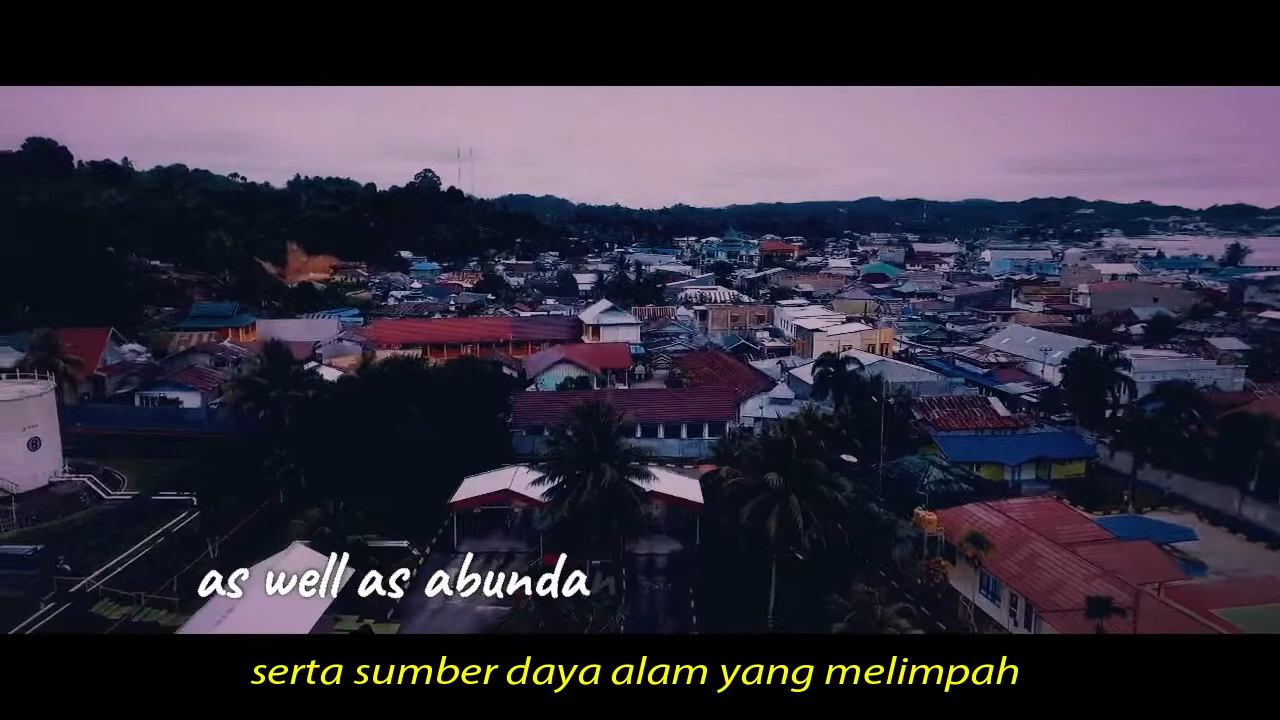 as well as abunda
serta sumber daya alam yang melimpah